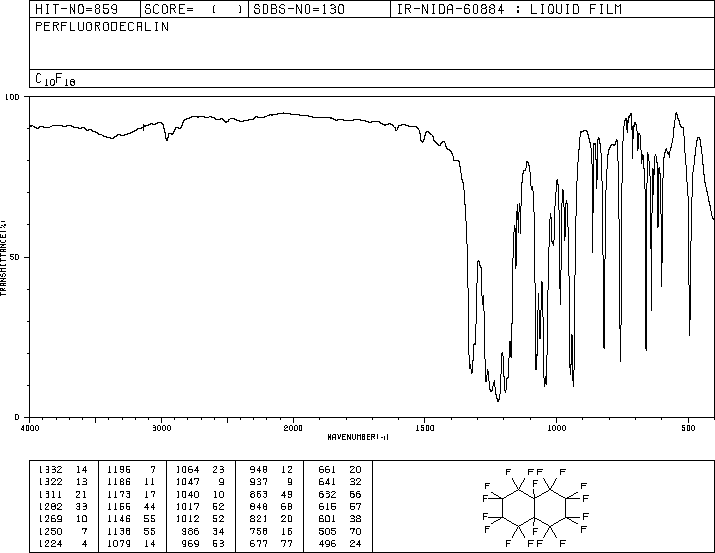 HIT-NO=859 SCORE= ( ) SDBS-NO=130 IR-NIDA-60884 : LIQUID FILM
PERFLUORODECALIN
C10F18
100
TRANSMITTANCE(%)
50
0
4000 3000 2000 1500 1000 500
WAVENUMBER(-1)
1332 14 1196 7 1064 23 948 12 661 20
1322 13 1186 11 1047 9 937 9 641 32
1311 21 1173 17 1040 10 863 49 632 66
1282 33 1156 44 1017 52 848 68 616 57
1269 10 1146 55 1012 52 821 20 601 38
1250 7 1138 55 986 34 758 16 505 70
1224 4 1079 14 969 53 677 77 496 24
F F F F
F F
F F
F F
F F
F F F F